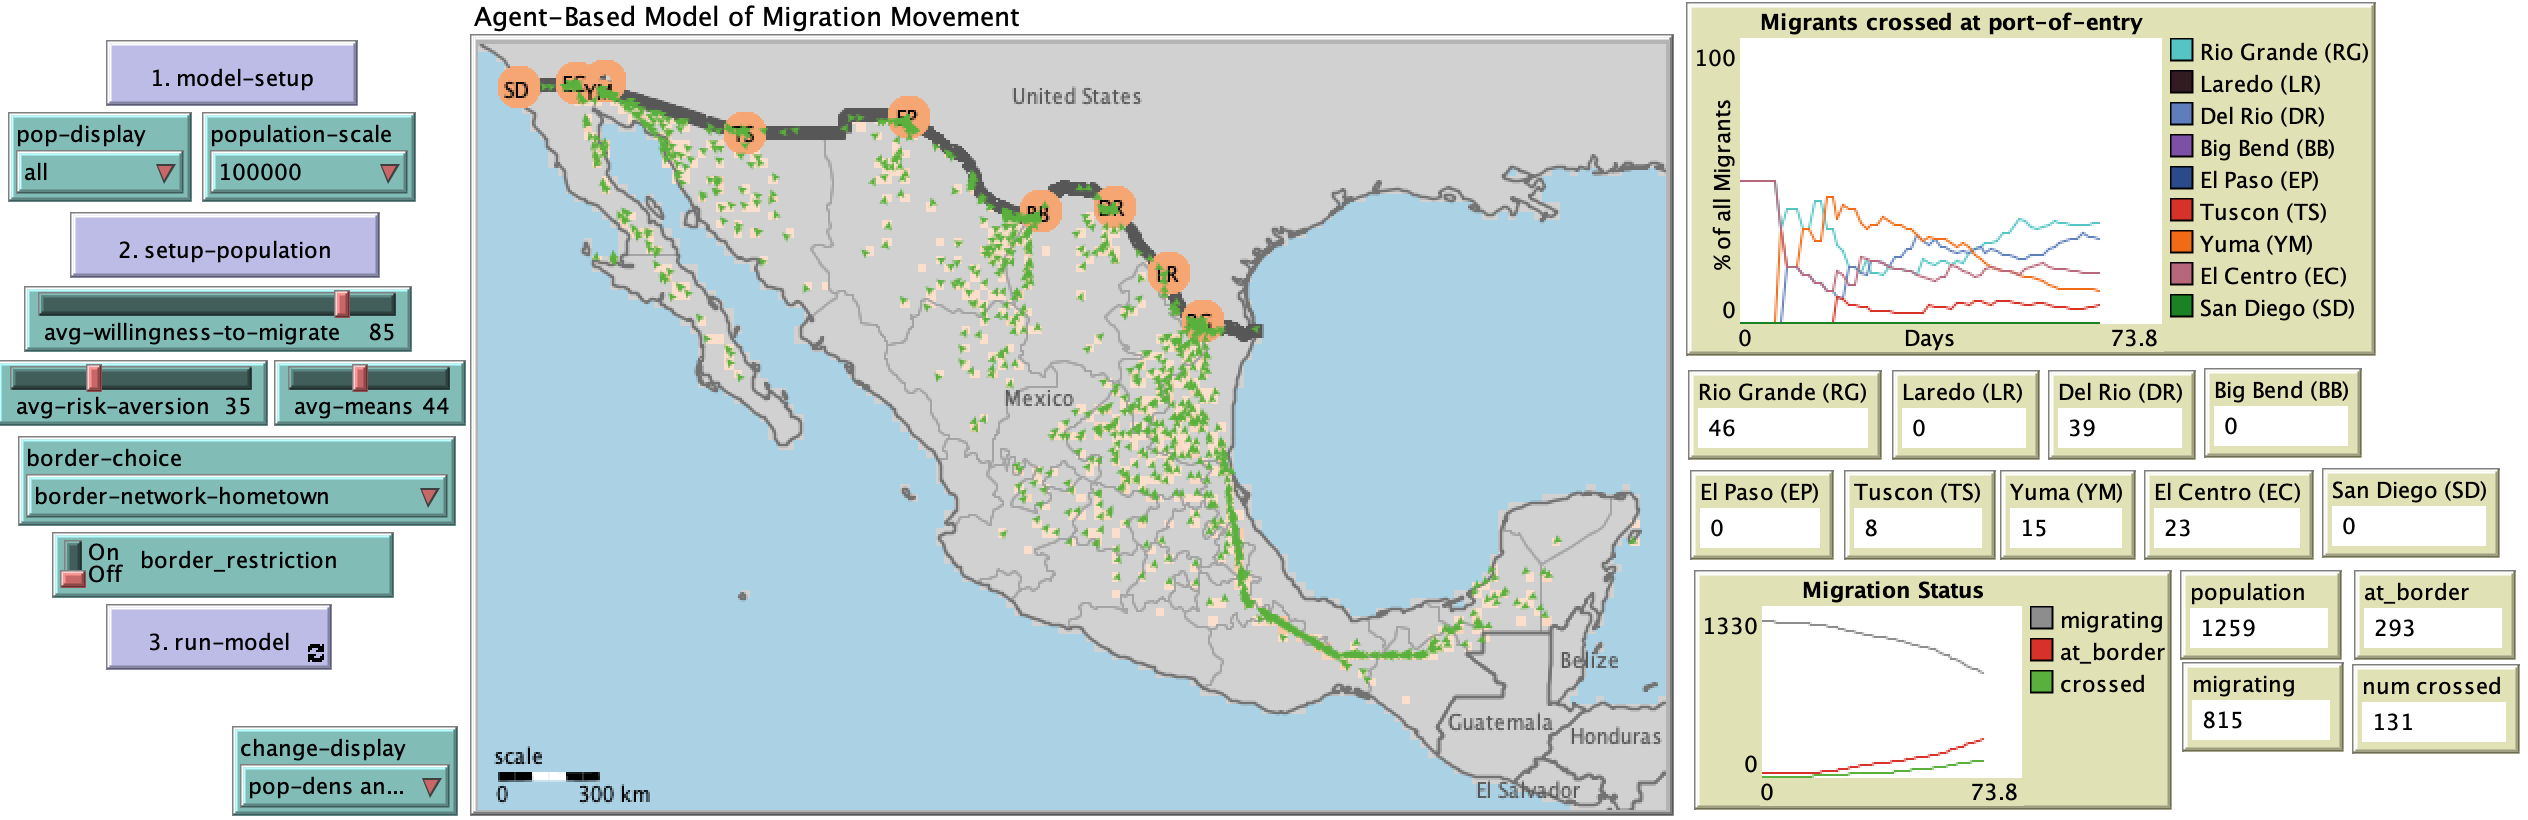 Agent-Based Model of Migration Movement
1. model-setup
pop-display
all
population-scale
100000
2. setup-population
avg-willingness-to-migrate 85
avg-risk-aversion 35
avg-means 44
border-choice
border-network-hometown
On
Off
border_restriction
3. run-model
change-display
pop-dens an...
SD
YM
TS
EP
BB
DR
LR
United States
Mexico
Belize
Guatemala
Honduras
El Salvador
scale
0 300 km
Migrants crossed at port-of-entry
100
% of all Migrants
0
0 Days 73.8
Rio Grande (RG)
Laredo (LR)
Del Rio (DR)
Big Bend (BB)
El Paso (EP)
Tuscon (TS)
Yuma (YM)
El Centro (EC)
San Diego (SD)
Rio Grande (RG)
46
Laredo (LR)
0
Del Rio (DR)
39
Big Bend (BB)
0
El Paso (EP)
0
Tuscon (TS)
8
Yuma (YM)
15
El Centro (EC)
23
San Diego (SD)
0
Migration Status
1330
0
0 73.8
migrating
at_border
crossed
population
1259
at_border
293
migrating
815
num crossed
131